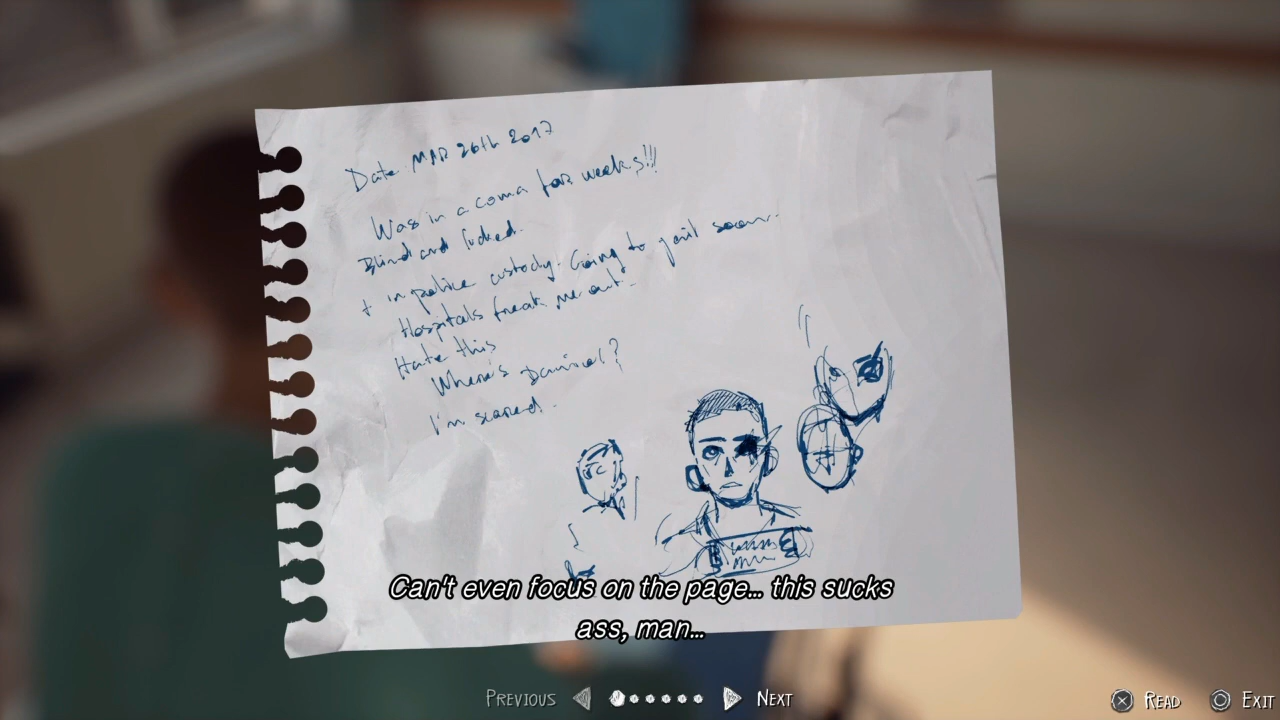 Date MAR 26th 2017
Was in a coma for weeks!!!
Blind and fucked.
+ in police custody. Going to jail soon.
Hospitals freak me out.
Hate this
Where's Daniel?
I'm scared.
Can't even focus on the page... this sucks
ass, man...
PREVIOUS NEXT READ EXIT